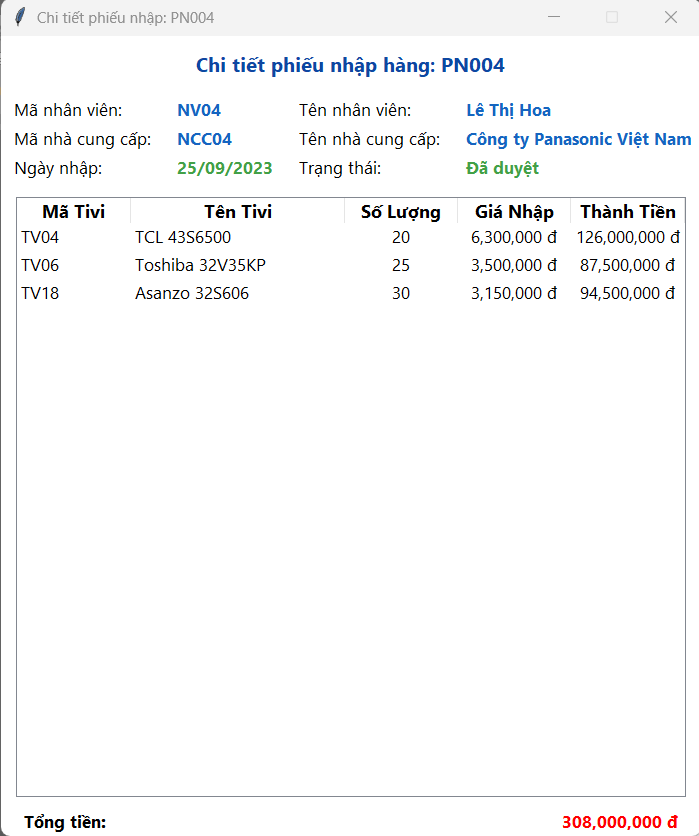 Chi tiết phiếu nhập: PN004
Chi tiết phiếu nhập hàng: PN004
Mã nhân viên: NV04 Tên nhân viên: Lê Thị Hoa
Mã nhà cung cấp: NCC04 Tên nhà cung cấp: Công ty Panasonic Việt Nam
Ngày nhập: 25/09/2023 Trạng thái: Đã duyệt
Mã Tivi Tên Tivi Số Lượng Giá Nhập Thành Tiền
TV04 TCL 43S6500 20 6,300,000 đ 126,000,000 đ
TV06 Toshiba 32V35KP 25 3,500,000 đ 87,500,000 đ
TV18 Asanzo 32S606 30 3,150,000 đ 94,500,000 đ
Tổng tiền: 308,000,000 đ